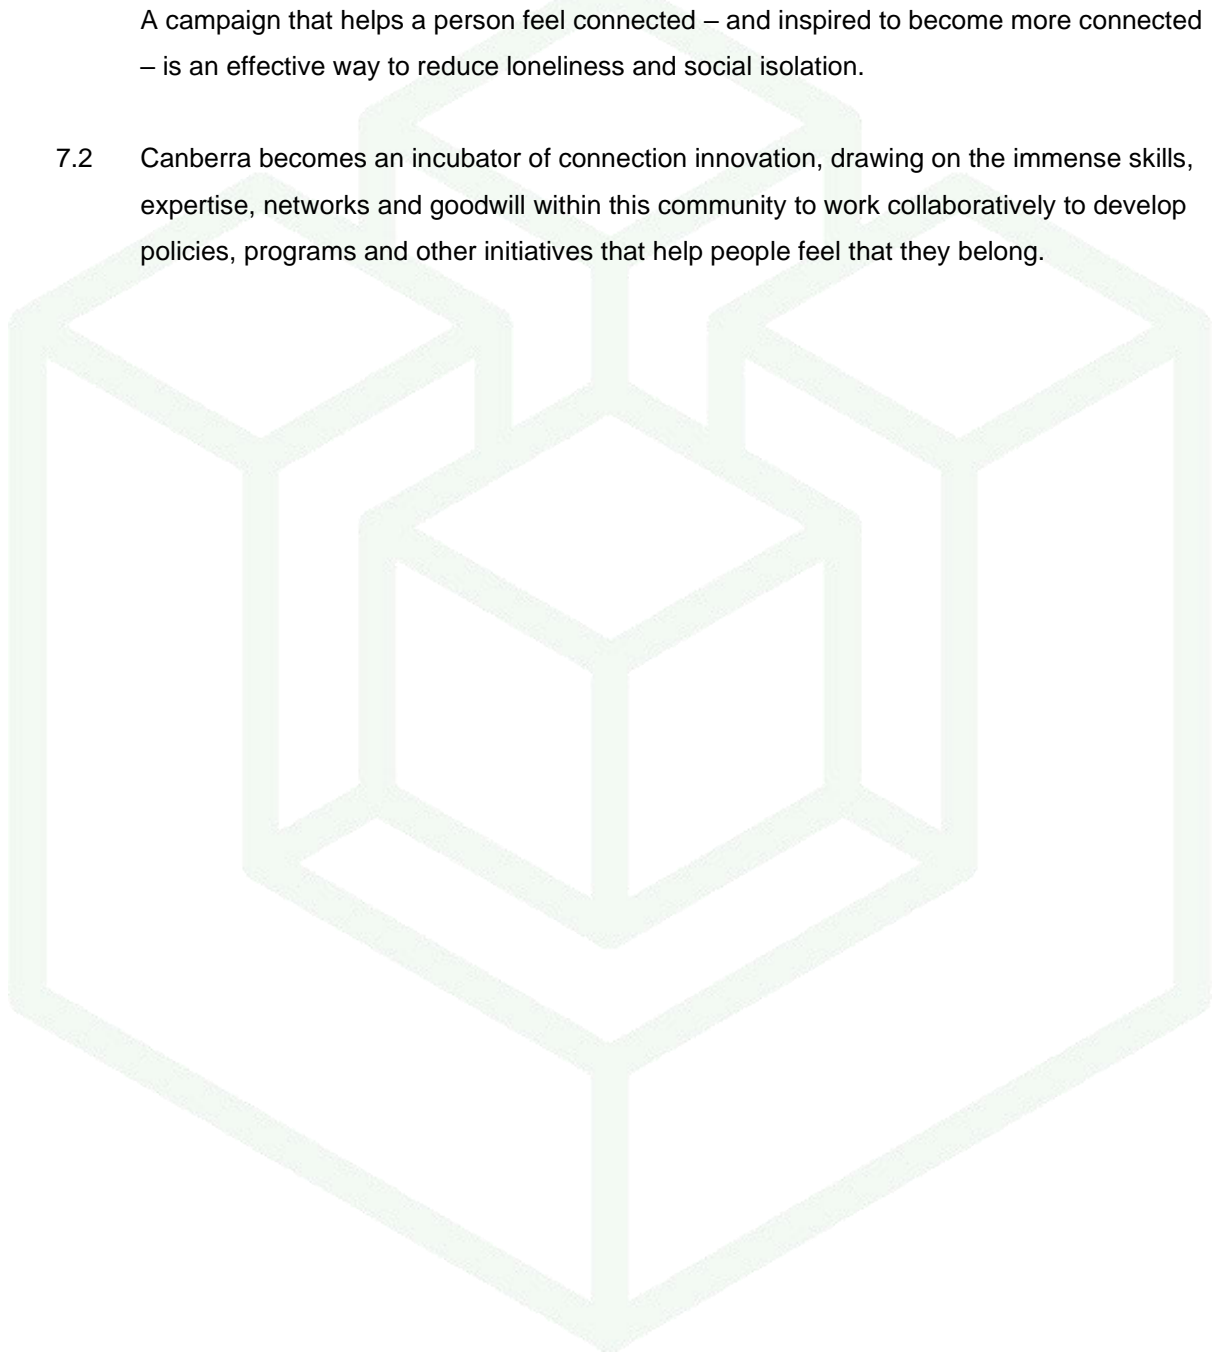 A campaign that helps a person feel connected – and inspired to become more connected
– is an effective way to reduce loneliness and social isolation.
7.2 Canberra becomes an incubator of connection innovation, drawing on the immense skills,
expertise, networks and goodwill within this community to work collaboratively to develop
policies, programs and other initiatives that help people feel that they belong.